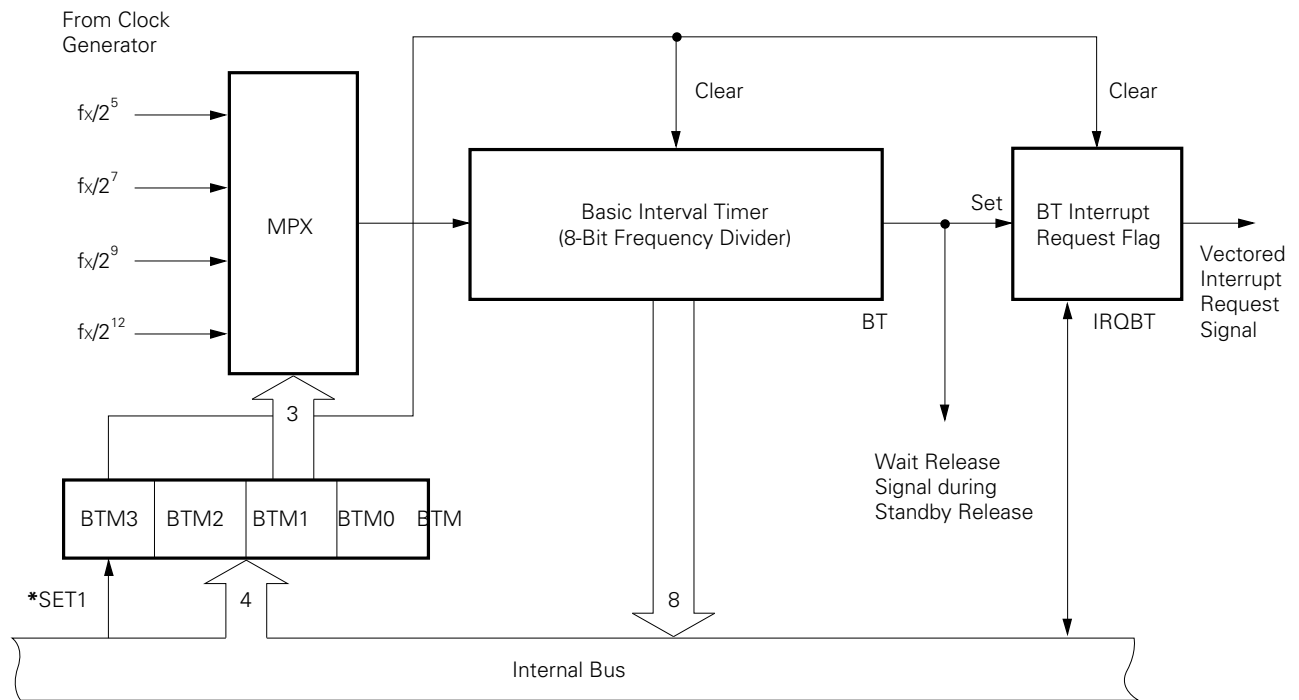 From Clock
Generator
fx/2^5
fx/2^7
fx/2^9
fx/2^12
MPX
Clear
Clear
Basic Interval Timer
(8-Bit Frequency Divider)
BT
Set
BT Interrupt
Request Flag
IRQBT
Vectored
Interrupt
Request
Signal
3
Wait Release
Signal during
Standby Release
BTM3 BTM2 BTM1 BTM0 BTM
*SET1
4
8
Internal Bus